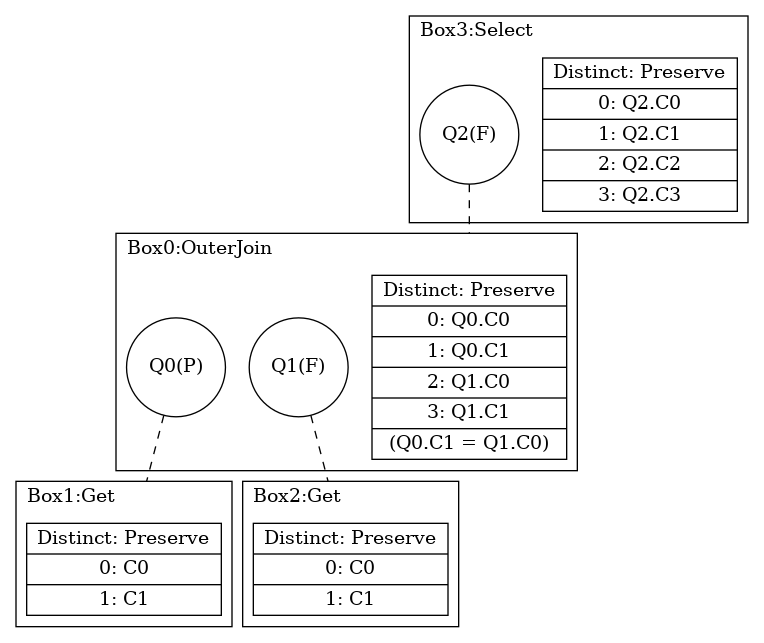 Box3:Select
Q2(F)
Distinct: Preserve
0: Q2.C0
1: Q2.C1
2: Q2.C2
3: Q2.C3
Box0:OuterJoin
Q0(P)
Q1(F)
Distinct: Preserve
0: Q0.C0
1: Q0.C1
2: Q1.C0
3: Q1.C1
(Q0.C1 = Q1.C0)
Box1:Get
Distinct: Preserve
0: C0
1: C1
Box2:Get
Distinct: Preserve
0: C0
1: C1